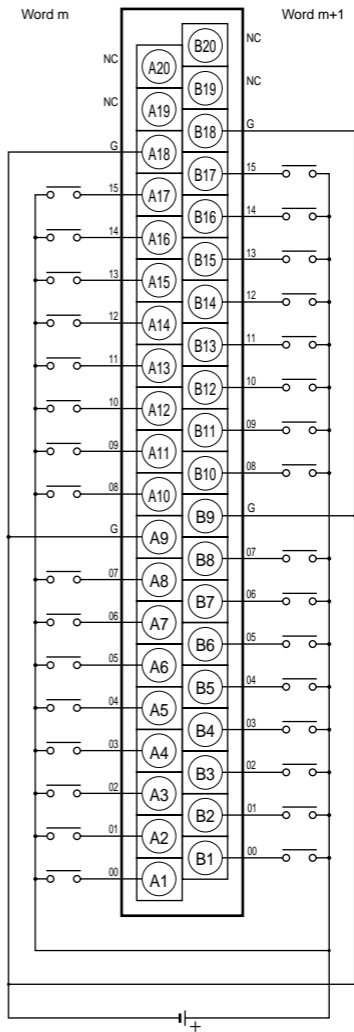 Word m
Word m+1
NC
A20
B20
NC
NC
A19
B19
NC
G
A18
B18
G
15
A17
B17
15
14
A16
B16
14
13
A15
B15
13
12
A14
B14
12
11
A13
B13
11
10
A12
B12
10
09
A11
B11
09
08
A10
B10
08
G
A9
B9
G
07
A8
B8
07
06
A7
B7
06
05
A6
B6
05
04
A5
B5
04
03
A4
B4
03
02
A3
B3
02
01
A2
B2
01
00
A1
B1
00
+